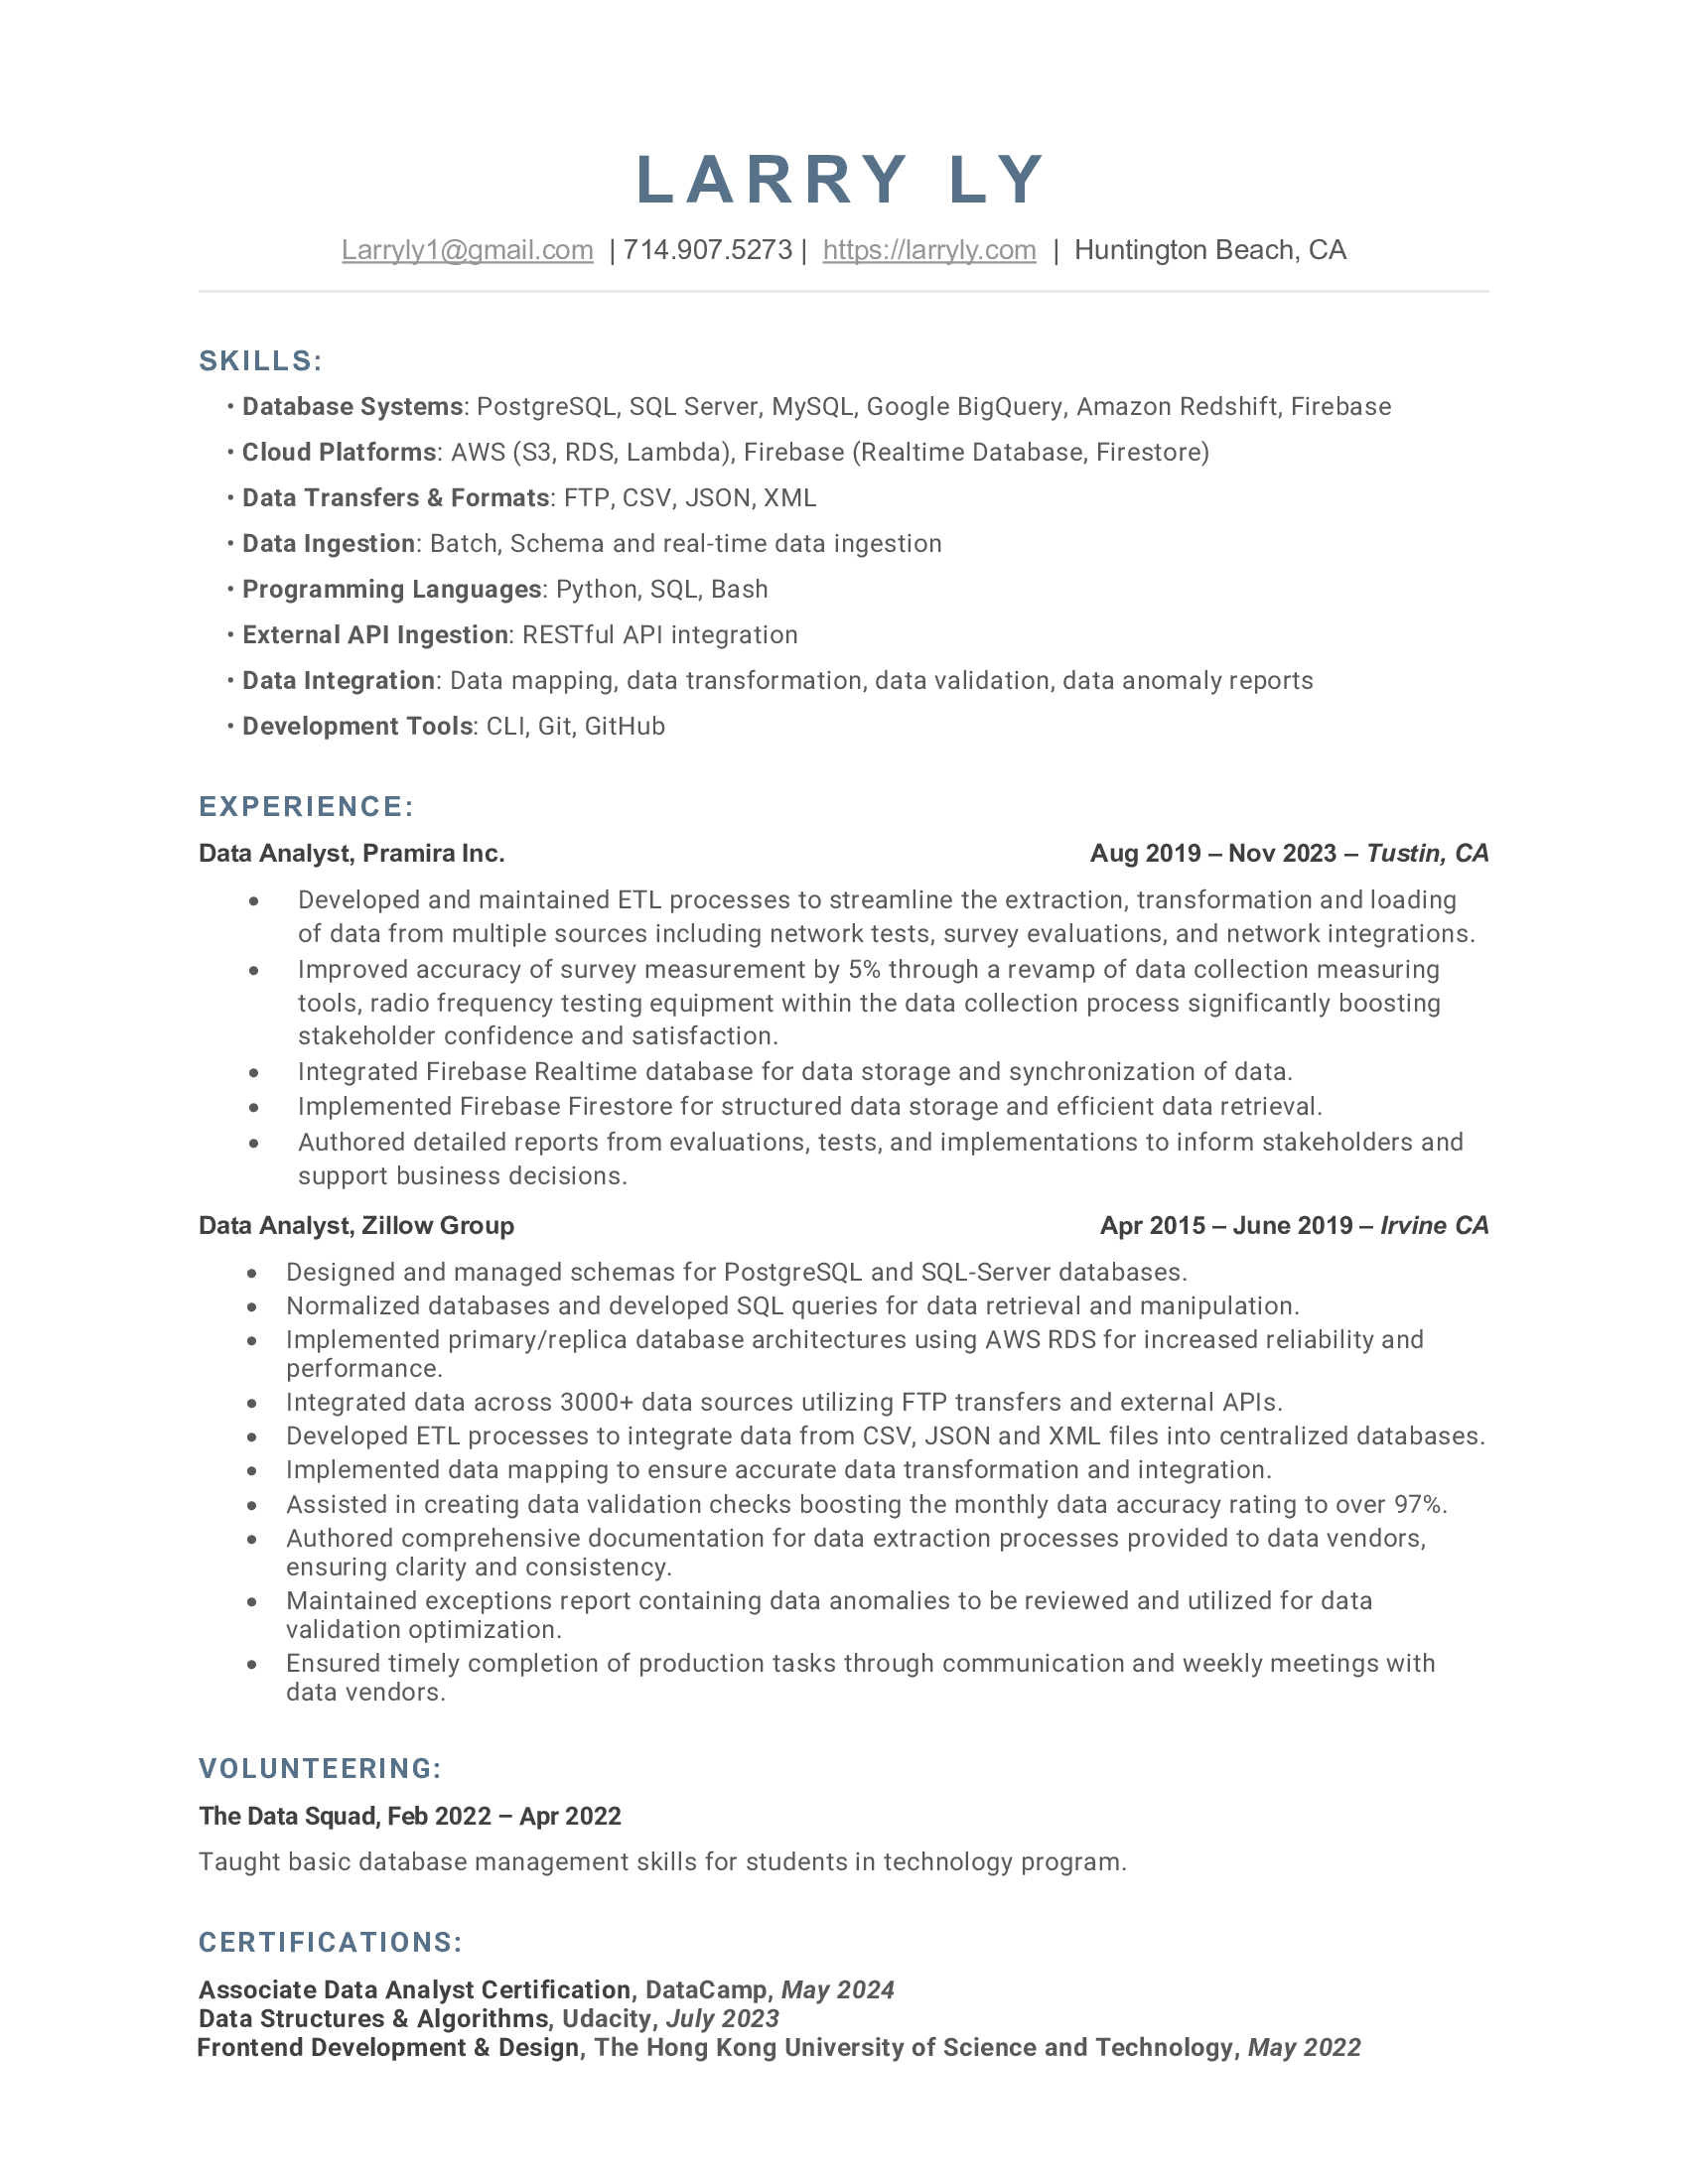 LARRY LY
Larryly1@gmail.com | 714.907.5273 | https://larryly.com | Huntington Beach, CA
SKILLS:
• Database Systems: PostgreSQL, SQL Server, MySQL, Google BigQuery, Amazon Redshift, Firebase
• Cloud Platforms: AWS (S3, RDS, Lambda), Firebase (Realtime Database, Firestore)
• Data Transfers & Formats: FTP, CSV, JSON, XML
• Data Ingestion: Batch, Schema and real-time data ingestion
• Programming Languages: Python, SQL, Bash
• External API Ingestion: RESTful API integration
• Data Integration: Data mapping, data transformation, data validation, data anomaly reports
• Development Tools: CLI, Git, GitHub
EXPERIENCE:
Data Analyst, Pramira Inc. Aug 2019 – Nov 2023 – Tustin, CA
• Developed and maintained ETL processes to streamline the extraction, transformation and loading
of data from multiple sources including network tests, survey evaluations, and network integrations.
• Improved accuracy of survey measurement by 5% through a revamp of data collection measuring
tools, radio frequency testing equipment within the data collection process significantly boosting
stakeholder confidence and satisfaction.
• Integrated Firebase Realtime database for data storage and synchronization of data.
• Implemented Firebase Firestore for structured data storage and efficient data retrieval.
• Authored detailed reports from evaluations, tests, and implementations to inform stakeholders and
support business decisions.
Data Analyst, Zillow Group Apr 2015 – June 2019 – Irvine CA
• Designed and managed schemas for PostgreSQL and SQL-Server databases.
• Normalized databases and developed SQL queries for data retrieval and manipulation.
• Implemented primary/replica database architectures using AWS RDS for increased reliability and
performance.
• Integrated data across 3000+ data sources utilizing FTP transfers and external APIs.
• Developed ETL processes to integrate data from CSV, JSON and XML files into centralized databases.
• Implemented data mapping to ensure accurate data transformation and integration.
• Assisted in creating data validation checks boosting the monthly data accuracy rating to over 97%.
• Authored comprehensive documentation for data extraction processes provided to data vendors,
ensuring clarity and consistency.
• Maintained exceptions report containing data anomalies to be reviewed and utilized for data
validation optimization.
• Ensured timely completion of production tasks through communication and weekly meetings with
data vendors.
VOLUNTEERING:
The Data Squad, Feb 2022 – Apr 2022
Taught basic database management skills for students in technology program.
CERTIFICATIONS:
Associate Data Analyst Certification, DataCamp, May 2024
Data Structures & Algorithms, Udacity, July 2023
Frontend Development & Design, The Hong Kong University of Science and Technology, May 2022